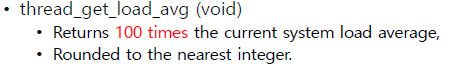 • thread_get_load_avg (void)
• Returns 100 times the current system load average,
• Rounded to the nearest integer.